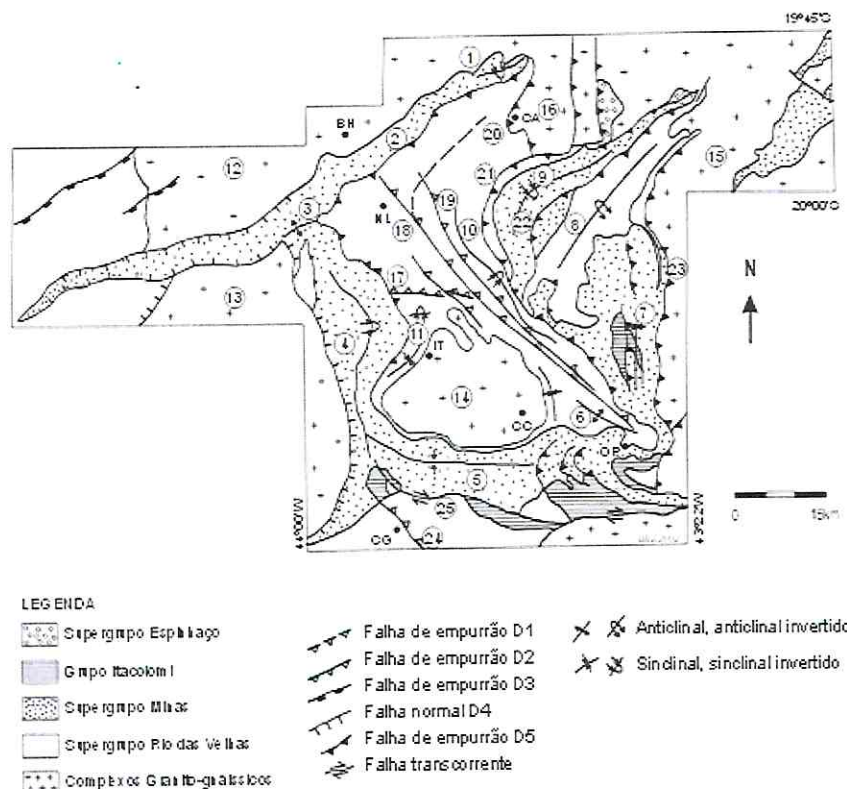 19°45'S
1
BH
2
CA
16
20
12
9
15
21
3
NL
19
20°00'S
18
10
8
N
17
23
13
4
11
IT
7
14
CC
6
OP
5
44°00'W
43°22'W
25
0 15km
CG
24
LEGENDA
Supergrupo Espinhaço
Grupo Itacolomi
Supergrupo Minas
Supergrupo Rio das Velhas
Complexos Granito-gnáissicos
Falha de empurrão D1
Falha de empurrão D2
Falha de empurrão D3
Falha normal D4
Falha de empurrão D5
Falha transcorrente
Anticlinal, anticlinal invertido
Sinclinal, sinclinal invertido